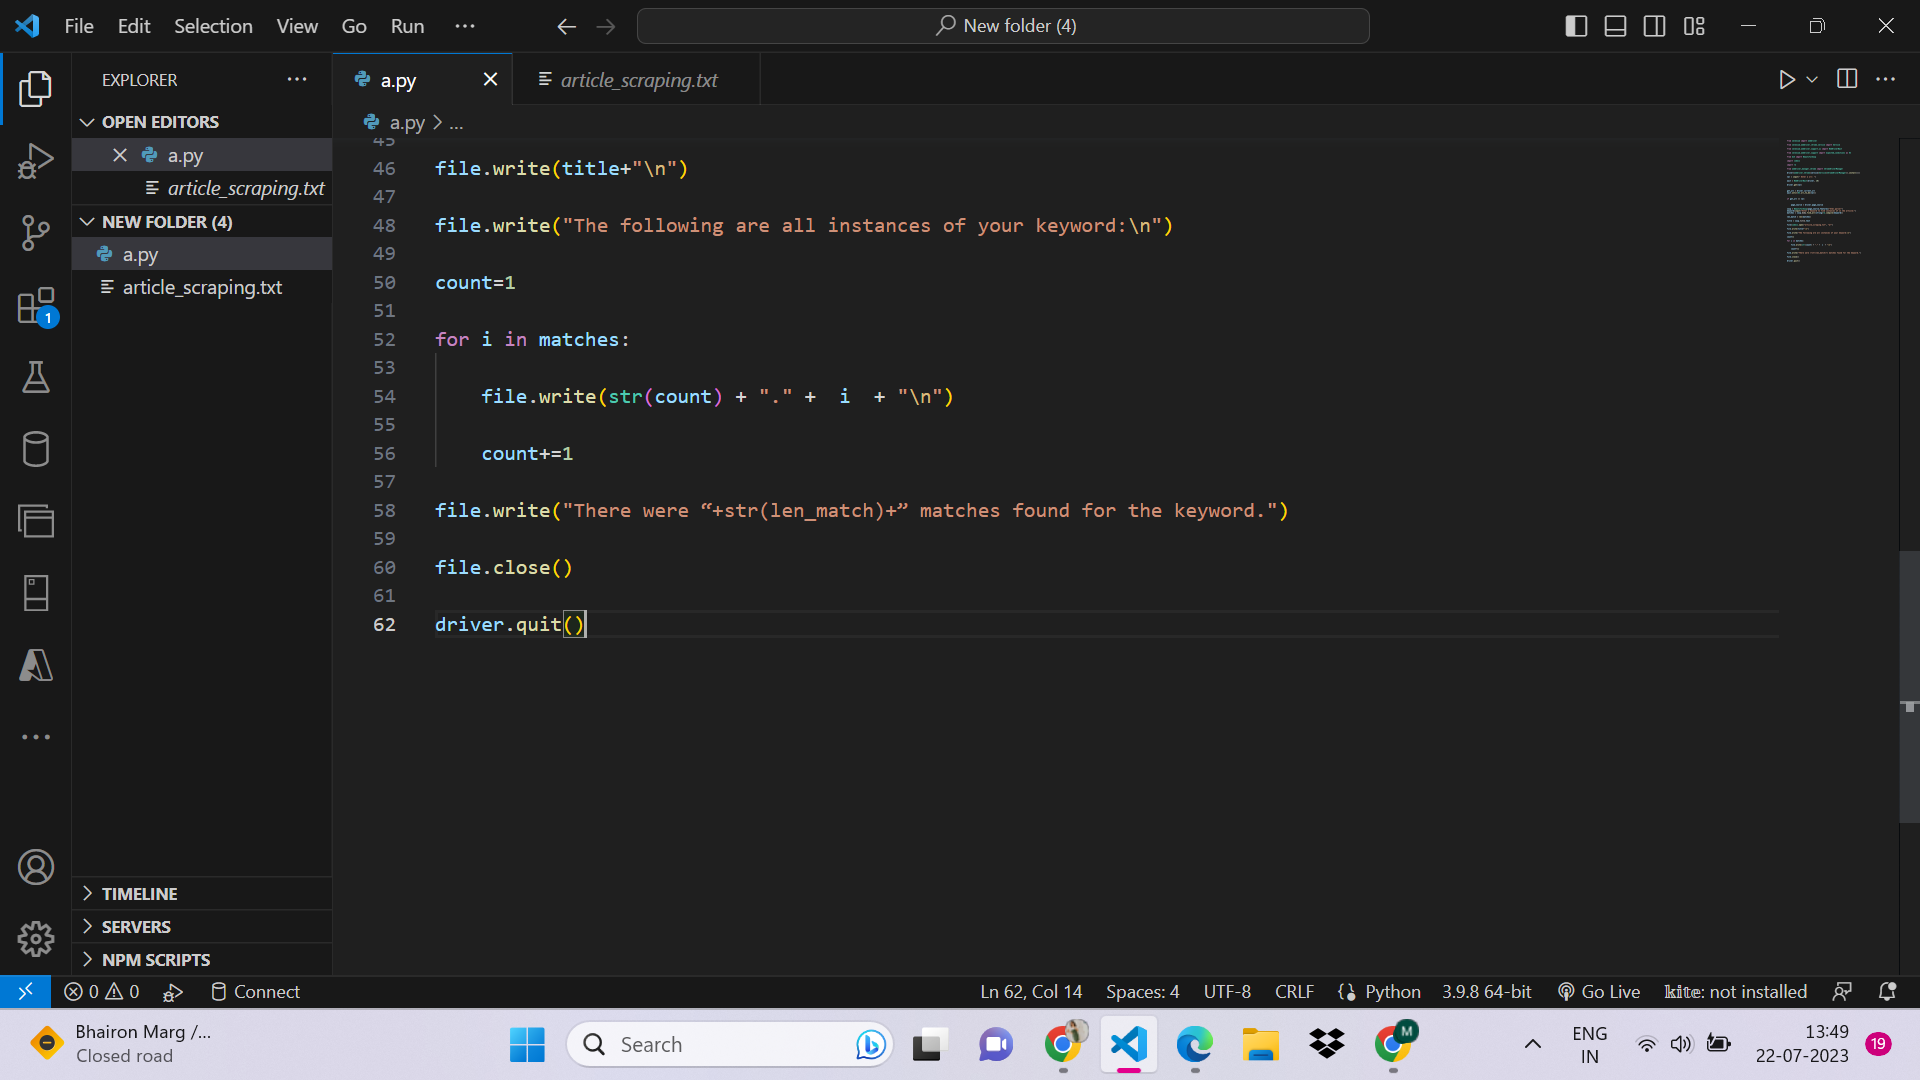 File Edit Selection View Go Run ···
New folder (4)
EXPLORER ···
a.py
article_scraping.txt
OPEN EDITORS
a.py
article_scraping.txt
NEW FOLDER (4)
a.py
article_scraping.txt
a.py > ...
45
46 file.write(title+"\n")
47
48 file.write("The following are all instances of your keyword:\n")
49
50 count=1
51
52 for i in matches:
53
54     file.write(str(count) + "." +  i  + "\n")
55
56     count+=1
57
58 file.write("There were “+str(len_match)+” matches found for the keyword.")
59
60 file.close()
61
62 driver.quit()
1
TIMELINE
SERVERS
NPM SCRIPTS
0 0 Connect
Ln 62, Col 14 Spaces: 4 UTF-8 CRLF Python 3.9.8 64-bit Go Live kite: not installed
Bhairon Marg /...
Closed road
Search
M
ENG
IN
13:49
22-07-2023
19